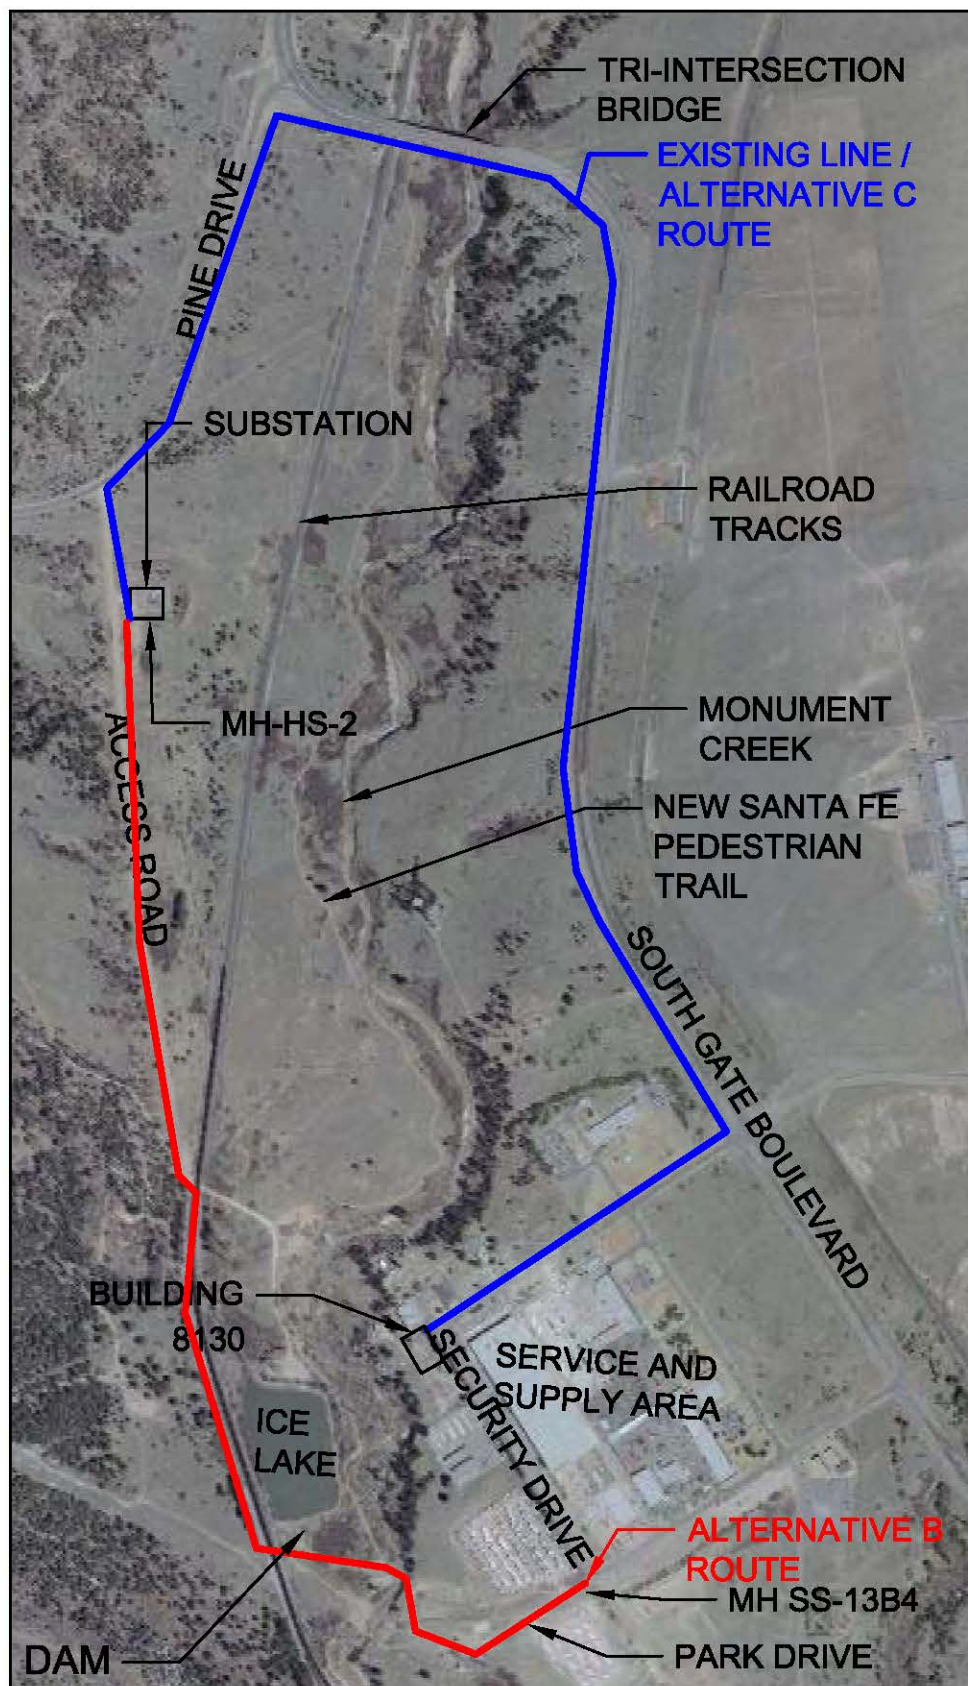 TRI-INTERSECTION
BRIDGE
EXISTING LINE /
ALTERNATIVE C
ROUTE
PINE DRIVE
SUBSTATION
RAILROAD
TRACKS
MH-HS-2
MONUMENT
CREEK
ACCESS ROAD
NEW SANTA FE
PEDESTRIAN
TRAIL
SOUTH GATE BOULEVARD
BUILDING
8130
SECURITY DRIVE
SERVICE AND
SUPPLY AREA
ICE
LAKE
ALTERNATIVE B
ROUTE
MH SS-13B4
PARK DRIVE
DAM